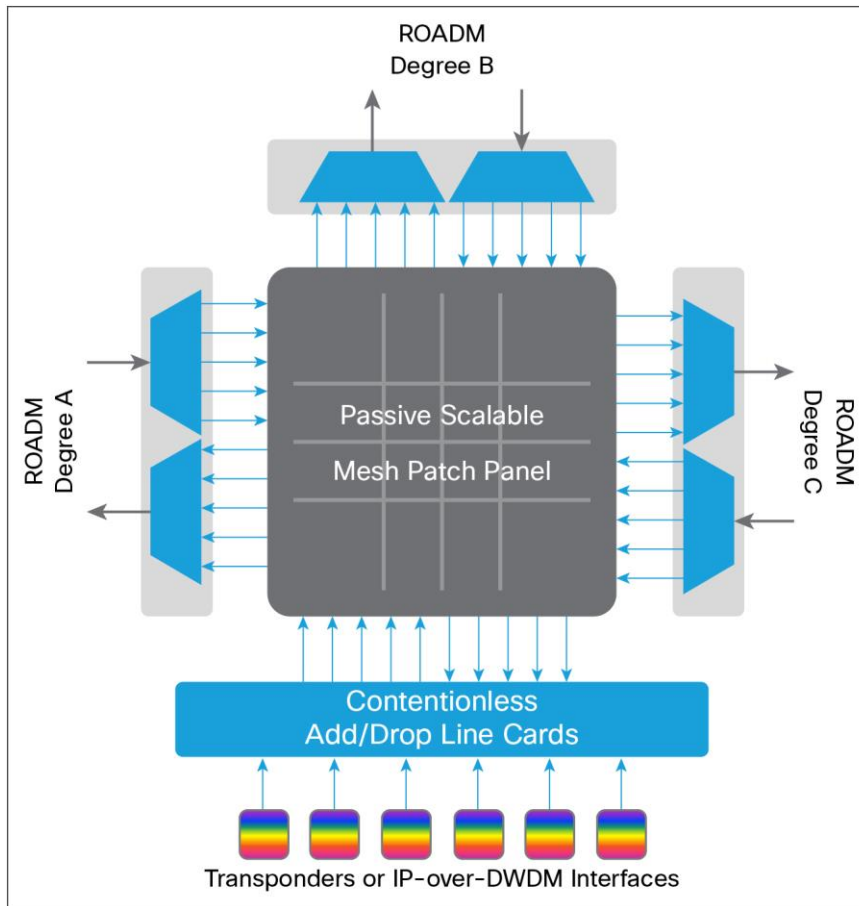 ROADM
Degree B
ROADM
Degree A
Passive Scalable
Mesh Patch Panel
ROADM
Degree C
Contentionless
Add/Drop Line Cards
Transponders or IP-over-DWDM Interfaces